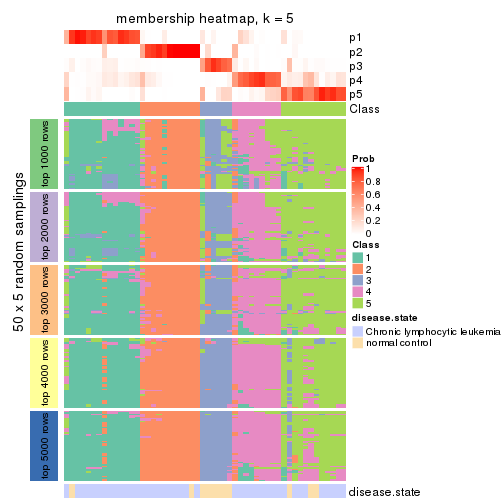 membership heatmap, k = 5
p1
p2
p3
p4
p5
Class
50 x 5 random samplings
top 1000 rows
top 2000 rows
top 3000 rows
top 4000 rows
top 5000 rows
disease.state
Prob
1
0.8
0.6
0.4
0.2
0
Class
1
2
3
4
5
disease.state
Chronic lymphocytic leukemia
normal control